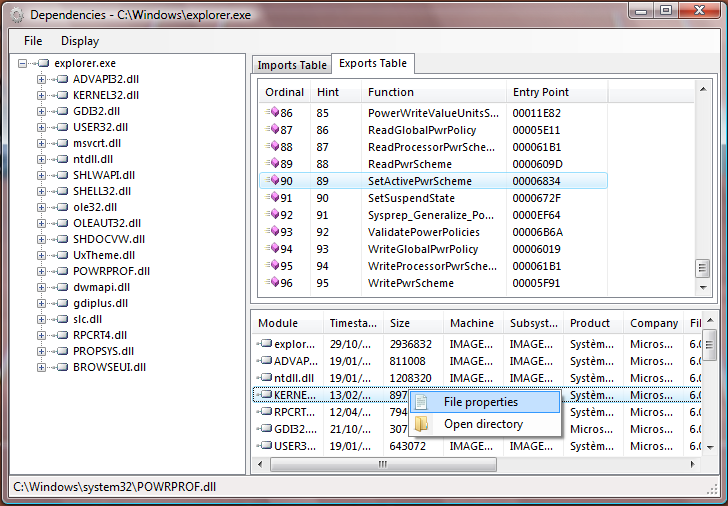 Dependencies - C:\Windows\explorer.exe
File Display
explorer.exe
ADVAPI32.dll
KERNEL32.dll
GDI32.dll
USER32.dll
msvcrt.dll
ntdll.dll
SHLWAPI.dll
SHELL32.dll
ole32.dll
OLEAUT32.dll
SHDOCVW.dll
UxTheme.dll
POWRPROF.dll
dwmapi.dll
gdiplus.dll
slc.dll
RPCRT4.dll
PROPSYS.dll
BROWSEUI.dll
Imports Table Exports Table
Ordinal Hint Function Entry Point
86 85 PowerWriteValueUnitsS... 00011E82
87 86 ReadGlobalPwrPolicy 00005E11
88 87 ReadProcessorPwrSche... 000061B1
89 88 ReadPwrScheme 0000609D
90 89 SetActivePwrScheme 00006834
91 90 SetSuspendState 0000672F
92 91 Sysprep_Generalize_Po... 0000EF64
93 92 ValidatePowerPolicies 00006B6A
94 93 WriteGlobalPwrPolicy 00006019
95 94 WriteProcessorPwrSche... 000061B1
96 95 WritePwrScheme 00005F91
Module Timesta... Size Machine Subsyst... Product Company Fil
explor... 29/10/... 2936832 IMAGE... IMAGE... Systèm... Micros... 6.0
ADVAP... 19/01/... 811008 IMAGE... IMAGE... Systèm... Micros... 6.0
ntdll.dll 19/01/... 1208320 IMAGE... IMAGE... Systèm... Micros... 6.0
KERNE... 13/02/... 897 Systèm... Micros... 6.0
RPCRT... 12/04/... 794 Systèm... Micros... 6.0
GDI32.... 21/10/... 307 Micros... Micros... 6.0
USER3... 19/01/... 643072 IMAGE... IMAGE... Systèm... Micros... 6.0
File properties
Open directory
C:\Windows\system32\POWRPROF.dll